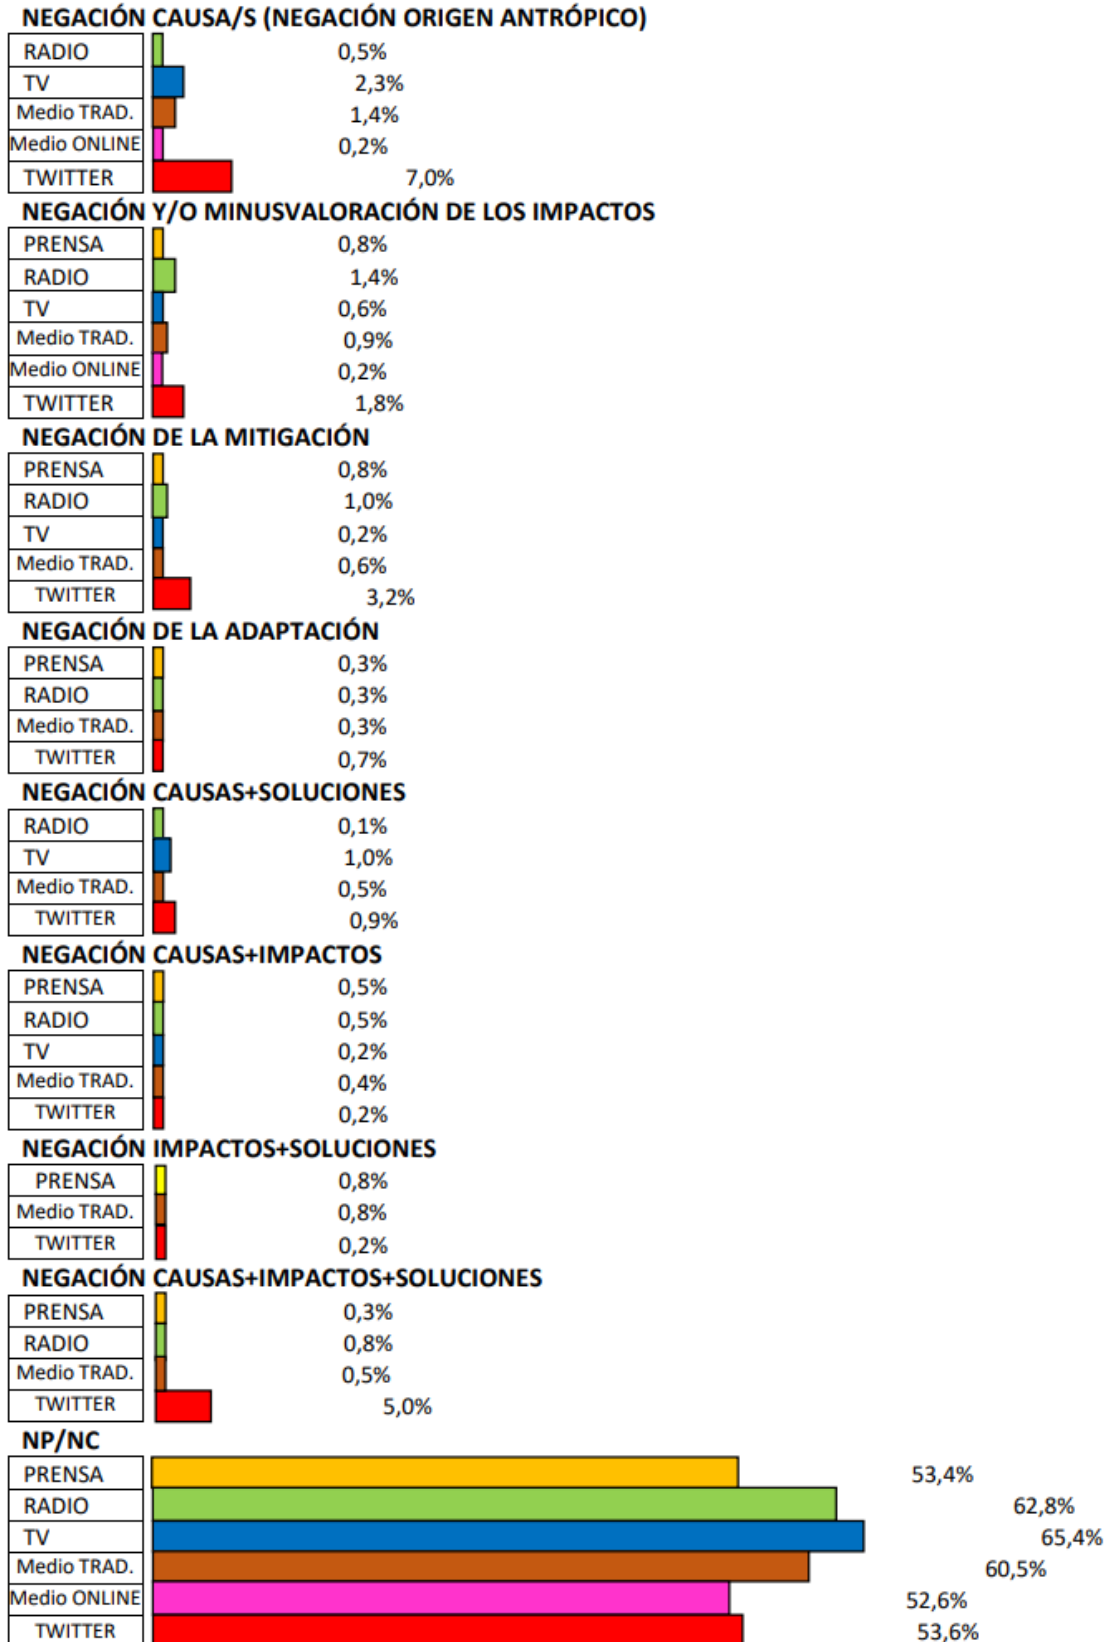 NEGACIÓN CAUSA/S (NEGACIÓN ORIGEN ANTRÓPICO)
RADIO 0,5%
TV 2,3%
Medio TRAD. 1,4%
Medio ONLINE 0,2%
TWITTER 7,0%
NEGACIÓN Y/O MINUSVALORACIÓN DE LOS IMPACTOS
PRENSA 0,8%
RADIO 1,4%
TV 0,6%
Medio TRAD. 0,9%
Medio ONLINE 0,2%
TWITTER 1,8%
NEGACIÓN DE LA MITIGACIÓN
PRENSA 0,8%
RADIO 1,0%
TV 0,2%
Medio TRAD. 0,6%
TWITTER 3,2%
NEGACIÓN DE LA ADAPTACIÓN
PRENSA 0,3%
RADIO 0,3%
Medio TRAD. 0,3%
TWITTER 0,7%
NEGACIÓN CAUSAS+SOLUCIONES
RADIO 0,1%
TV 1,0%
Medio TRAD. 0,5%
TWITTER 0,9%
NEGACIÓN CAUSAS+IMPACTOS
PRENSA 0,5%
RADIO 0,5%
TV 0,2%
Medio TRAD. 0,4%
TWITTER 0,2%
NEGACIÓN IMPACTOS+SOLUCIONES
PRENSA 0,8%
Medio TRAD. 0,8%
TWITTER 0,2%
NEGACIÓN CAUSAS+IMPACTOS+SOLUCIONES
PRENSA 0,3%
RADIO 0,8%
Medio TRAD. 0,5%
TWITTER 5,0%
NP/NC
PRENSA 53,4%
RADIO 62,8%
TV 65,4%
Medio TRAD. 60,5%
Medio ONLINE 52,6%
TWITTER 53,6%